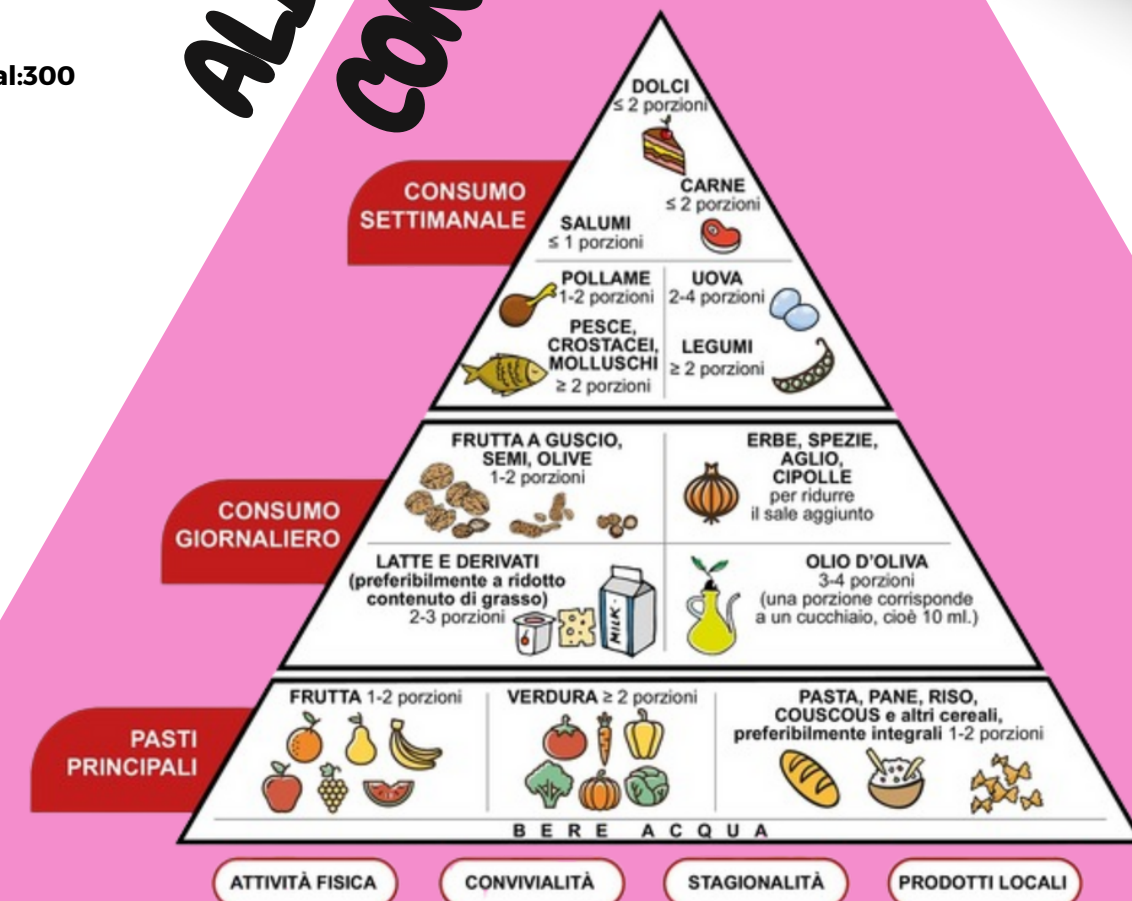 al:300
DOLCI
≤ 2 porzioni
CONSUMO
SETTIMANALE
CARNE
≤ 2 porzioni
SALUMI
≤ 1 porzioni
POLLAME
1-2 porzioni
UOVA
2-4 porzioni
PESCE,
CROSTACEI,
MOLLUSCHI
≥ 2 porzioni
LEGUMI
≥ 2 porzioni
CONSUMO
GIORNALIERO
FRUTTA A GUSCIO,
SEMI, OLIVE
1-2 porzioni
ERBE, SPEZIE,
AGLIO,
CIPOLLE
per ridurre
il sale aggiunto
LATTE E DERIVATI
(preferibilmente a ridotto
contenuto di grasso)
2-3 porzioni
MILK
OLIO D'OLIVA
3-4 porzioni
(una porzione corrisponde
a un cucchiaio, cioè 10 ml.)
PASTI
PRINCIPALI
FRUTTA 1-2 porzioni
VERDURA ≥ 2 porzioni
PASTA, PANE, RISO,
COUSCOUS e altri cereali,
preferibilmente integrali 1-2 porzioni
BERE ACQUA
ATTIVITÀ FISICA
CONVIVIALITÀ
STAGIONALITÀ
PRODOTTI LOCALI